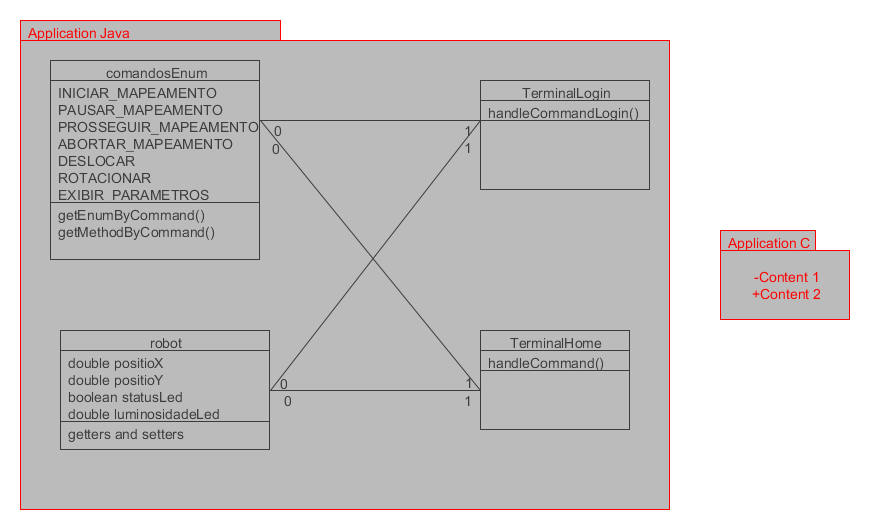 Application Java
comandosEnum
INICIAR_MAPEAMENTO
PAUSAR_MAPEAMENTO
PROSSEGUIR_MAPEAMENTO
ABORTAR_MAPEAMENTO
DESLOCAR
ROTACIONAR
EXIBIR_PARAMETROS
getEnumByCommand()
getMethodByCommand()
TerminalLogin
handleCommandLogin()
0
1
0
1
Application C
-Content 1
+Content 2
robot
double positioX
double positioY
boolean statusLed
double luminosidadeLed
getters and setters
TerminalHome
handleCommand()
0
1
0
1